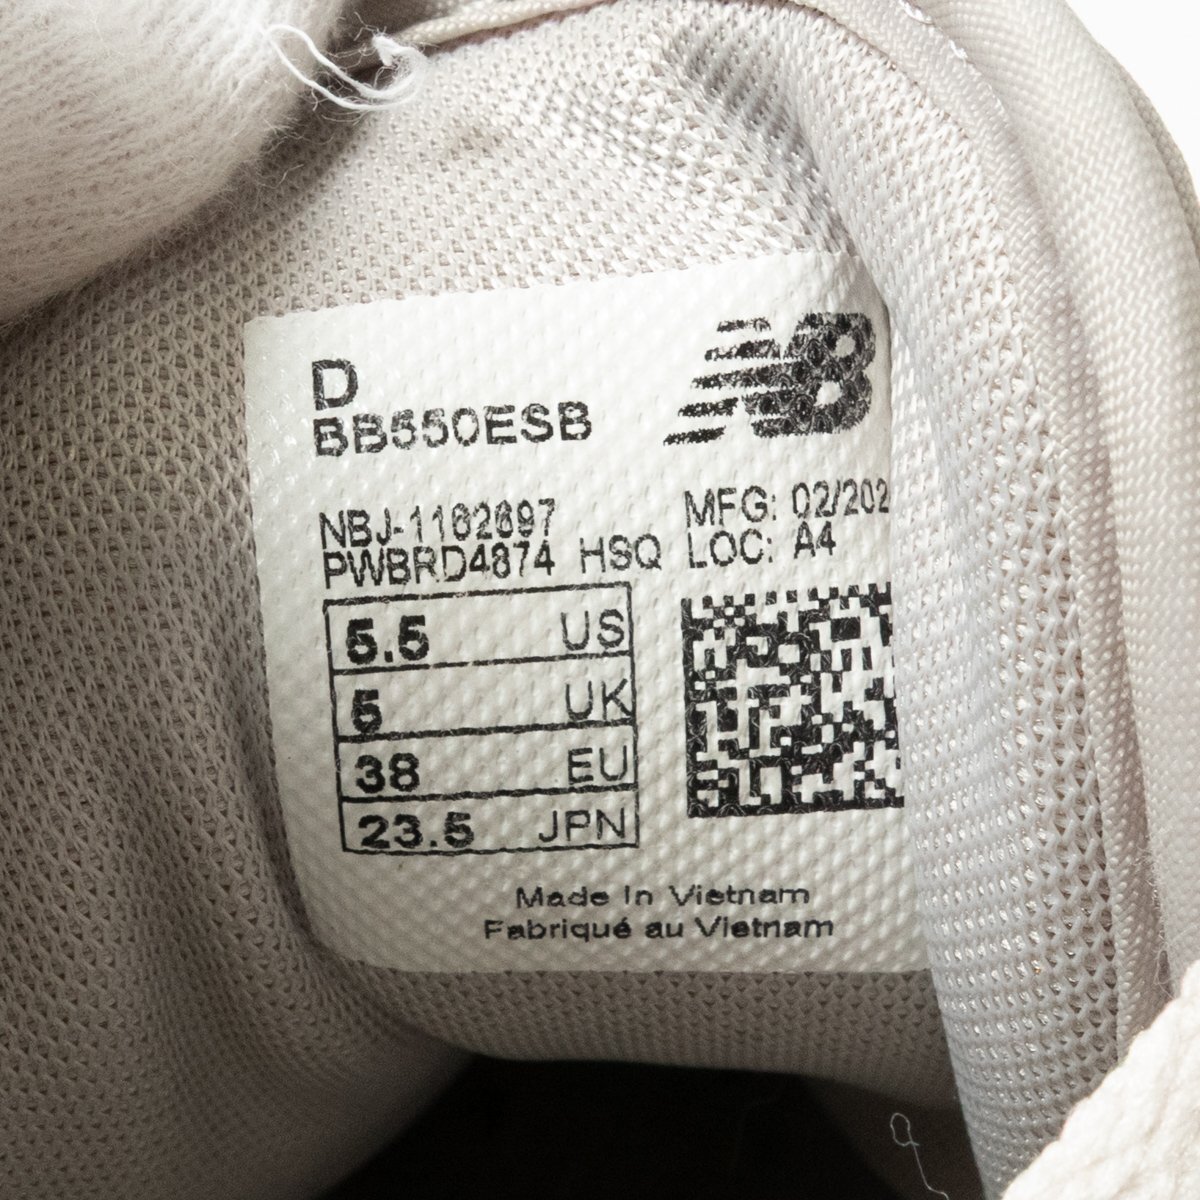 D
BB550ESB
NB
NBJ-1162697
PWBRD4874 HSQ
MFG: 02/202
LOC: A4
5.5 US
5 UK
38 EU
23.5 JPN
Made In Vietnam
Fabriqué au Vietnam